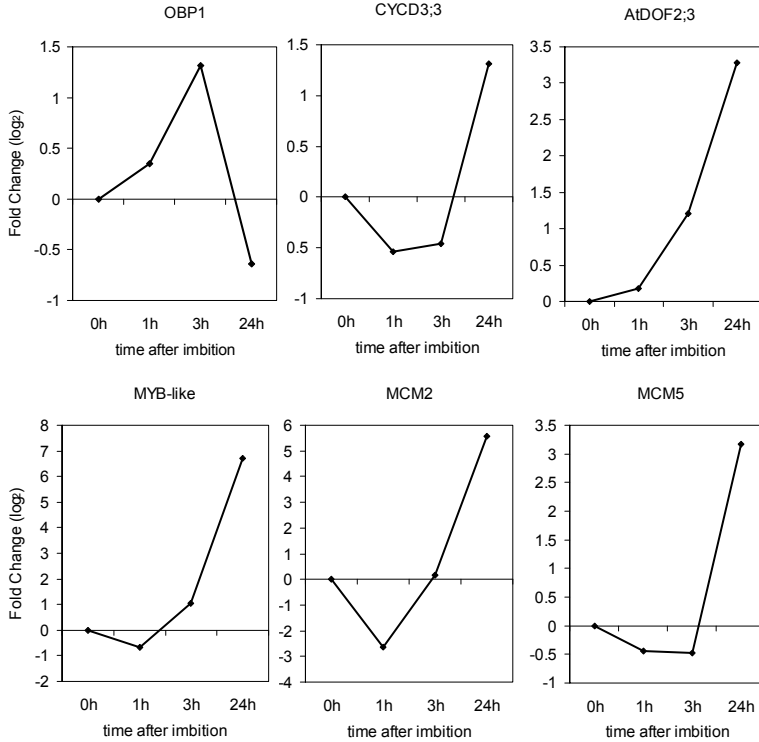 OBP1
CYCD3;3
AtDOF2;3
Fold Change (log2)
1.5
1
0.5
0
-0.5
-1
0h 1h 3h 24h
time after imbition
1.5
1
0.5
0
0.5
-1
0h 1h 3h 24h
time after imbition
3.5
3
2.5
2
1.5
1
0.5
0
0h 1h 3h 24h
time after imbition
MYB-like
MCM2
MCM5
Fold Change (log2)
8
7
6
5
4
3
2
1
0
-1
-2
0h 1h 3h 24h
time after imbition
6
5
4
3
2
1
0
-1
-2
-3
-4
0h 1h 3h 24h
time after imbition
3.5
3
2.5
2
1.5
1
0.5
0
-0.5
-1
0h 1h 3h 24h
time after imbition